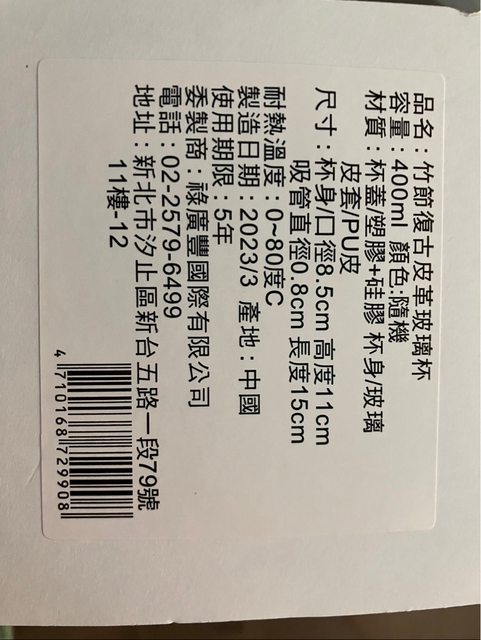 品名:竹節復古皮革玻璃杯
容量:400ml 顏色:隨機
材質:杯蓋/塑膠+硅膠 杯身/玻璃
皮套/PU皮
尺寸:杯身/口徑8.5cm 高度11cm
吸管直徑0.8cm 長度15cm
耐熱溫度:0~80度C
製造日期:2023/3 產地:中國
使用期限:5年
委製商:祿廣豐國際有限公司
電話:02-2579-6499
地址:新北市汐止區新台五路一段79號
11樓-12
4710168729908